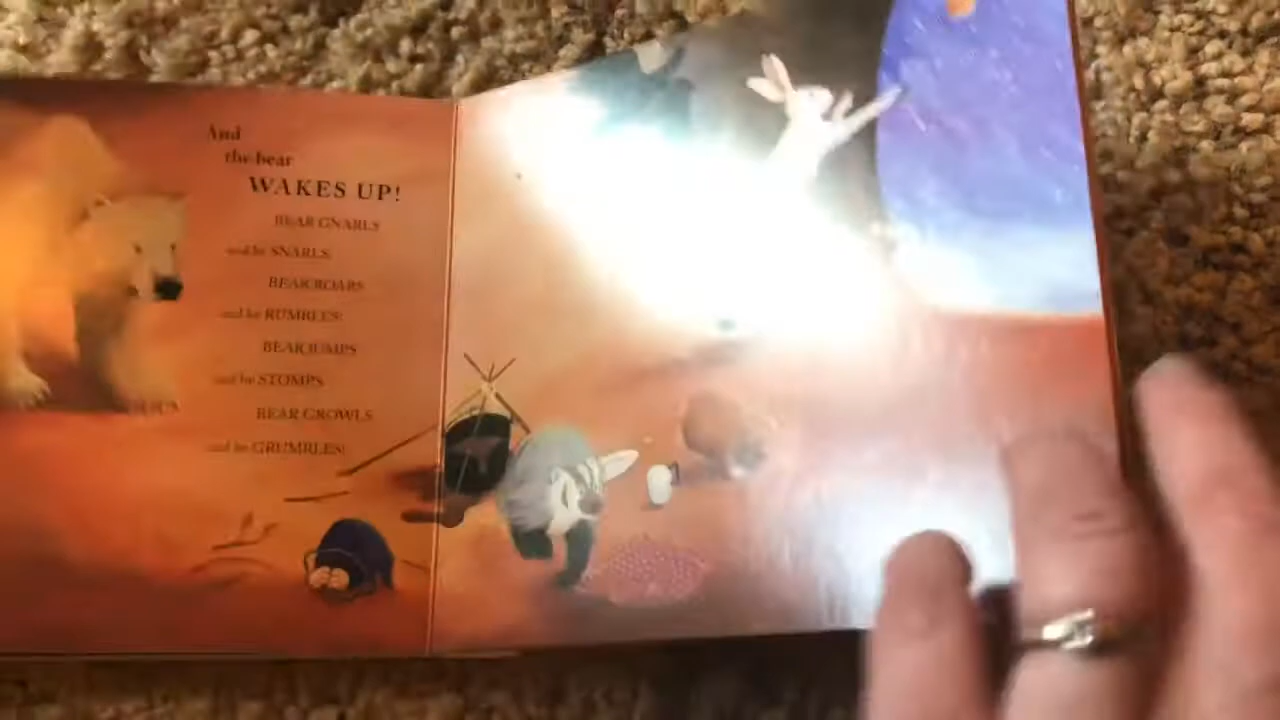 And
the bear
WAKES UP!
BEAR GNARLS
and he SNARLS.
BEAR ROARS
and he RUMBLES!
BEAR JUMPS
and he STOMPS.
BEAR GROWLS
and he GRUMBLES!